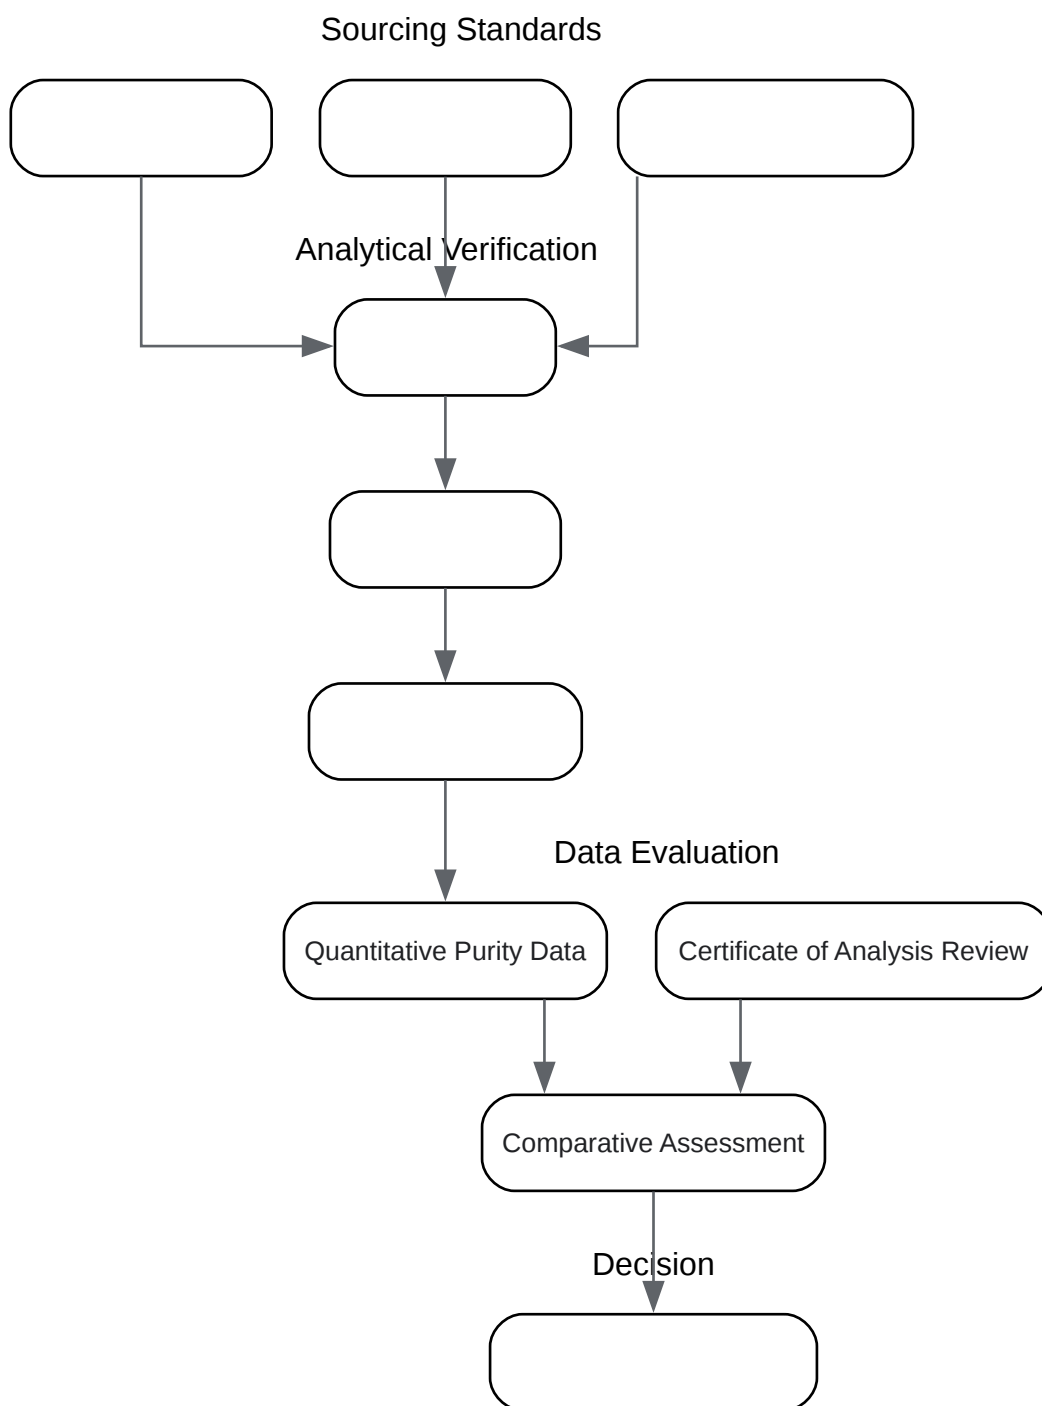 Sourcing Standards
Analytical Verification
Data Evaluation
Quantitative Purity Data
Certificate of Analysis Review
Comparative Assessment
Decision